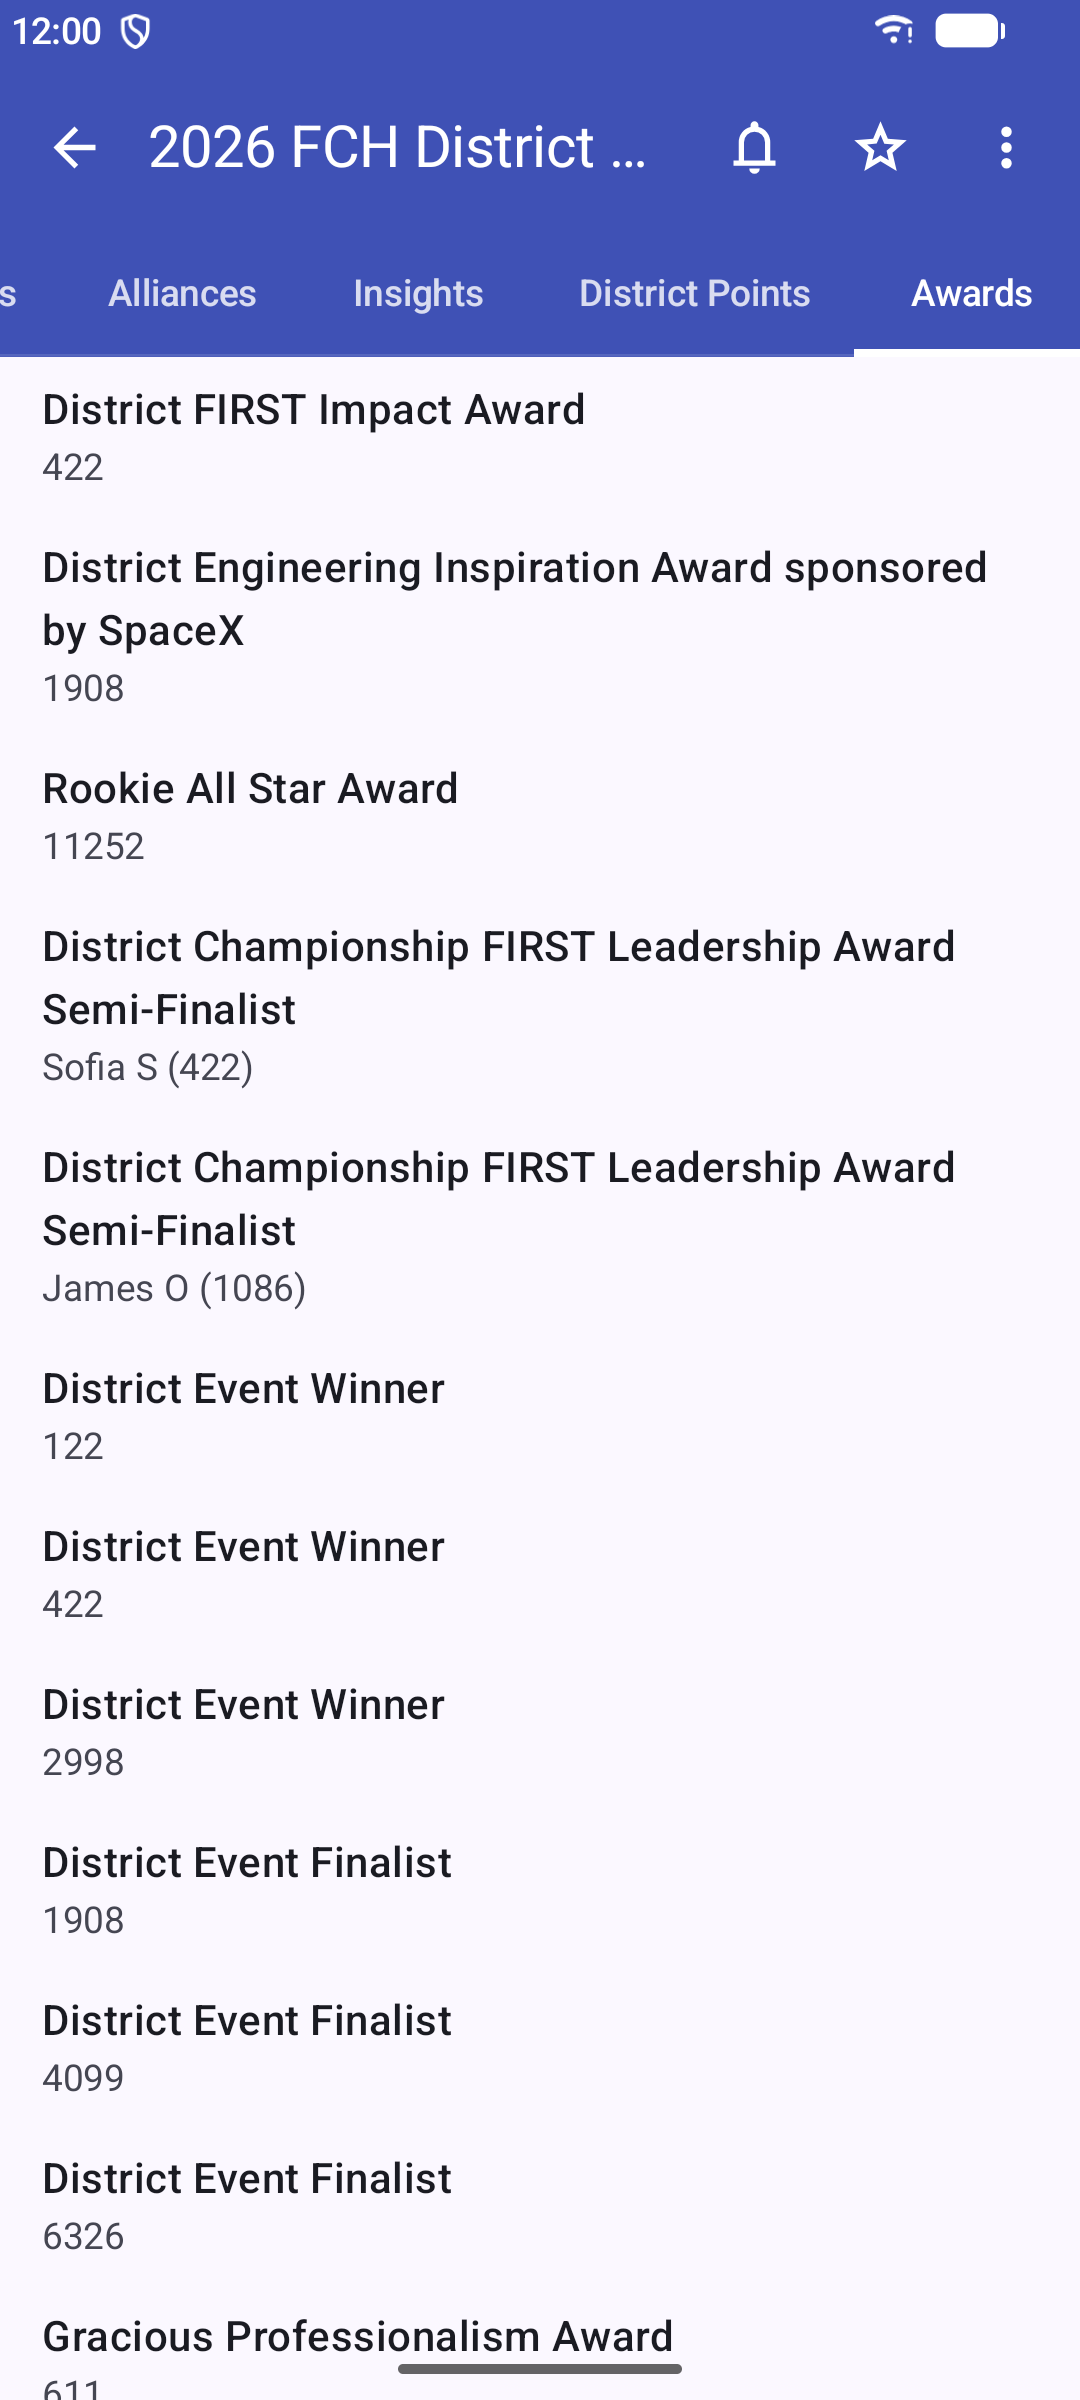 12:00
2026 FCH District ...
s
Alliances
Insights
District Points
Awards
District FIRST Impact Award
422
District Engineering Inspiration Award sponsored
by SpaceX
1908
Rookie All Star Award
11252
District Championship FIRST Leadership Award
Semi-Finalist
Sofia S (422)
District Championship FIRST Leadership Award
Semi-Finalist
James O (1086)
District Event Winner
122
District Event Winner
422
District Event Winner
2998
District Event Finalist
1908
District Event Finalist
4099
District Event Finalist
6326
Gracious Professionalism Award
611